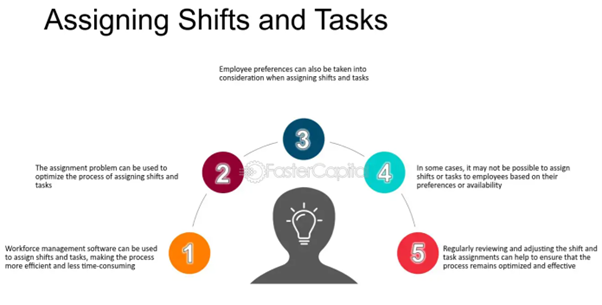 Assigning Shifts and Tasks
Employee preferences can also be taken into
consideration when assigning shifts and tasks
3
The assignment problem can be used to
optimize the process of assigning shifts and
tasks
2
FasterCapital
4
In some cases, it may not be possible to assign
shifts or tasks to employees based on their
preferences or availability
Workforce management software can be used
to assign shifts and tasks, making the process
more efficient and less time-consuming
1
5
Regularly reviewing and adjusting the shift and
task assignments can help to ensure that the
process remains optimized and effective